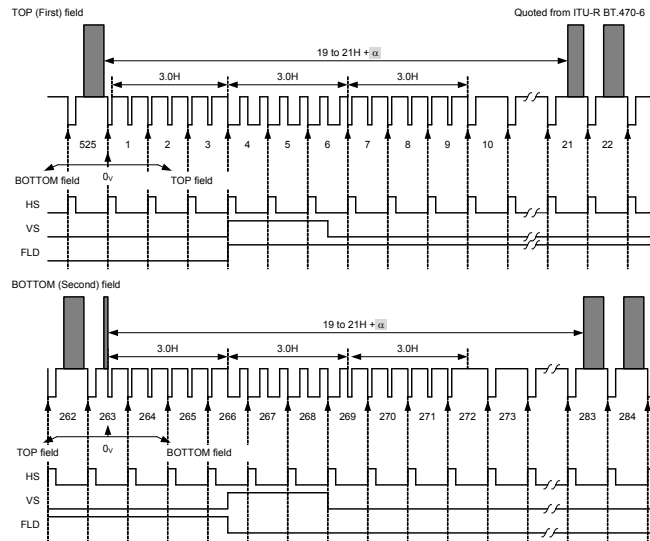 TOP (First) field
Quoted from ITU-R BT.470-6
19 to 21H + α
3.0H 3.0H 3.0H
525 1 2 3 4 5 6 7 8 9 10 21 22
BOTTOM field 0V TOP field
HS
VS
FLD
BOTTOM (Second) field
19 to 21H + α
3.0H 3.0H 3.0H
262 263 264 265 266 267 268 269 270 271 272 273 283 284
TOP field 0V BOTTOM field
HS
VS
FLD